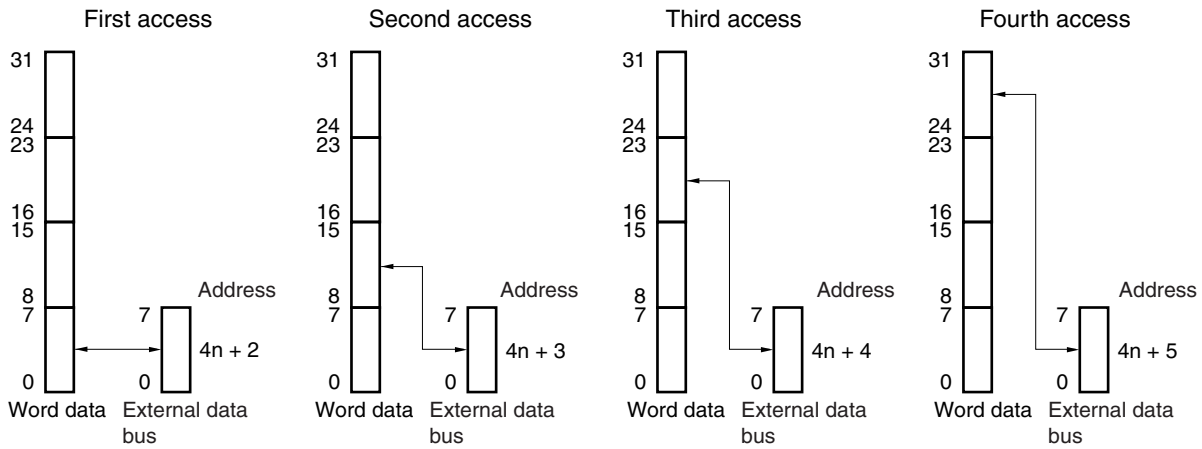 First access
31
24
23
16
15
8
7
0
Word data
Address
7
4n + 2
0
External data
bus
Second access
31
24
23
16
15
8
7
0
Word data
Address
7
4n + 3
0
External data
bus
Third access
31
24
23
16
15
8
7
0
Word data
Address
7
4n + 4
0
External data
bus
Fourth access
31
24
23
16
15
8
7
0
Word data
Address
7
4n + 5
0
External data
bus